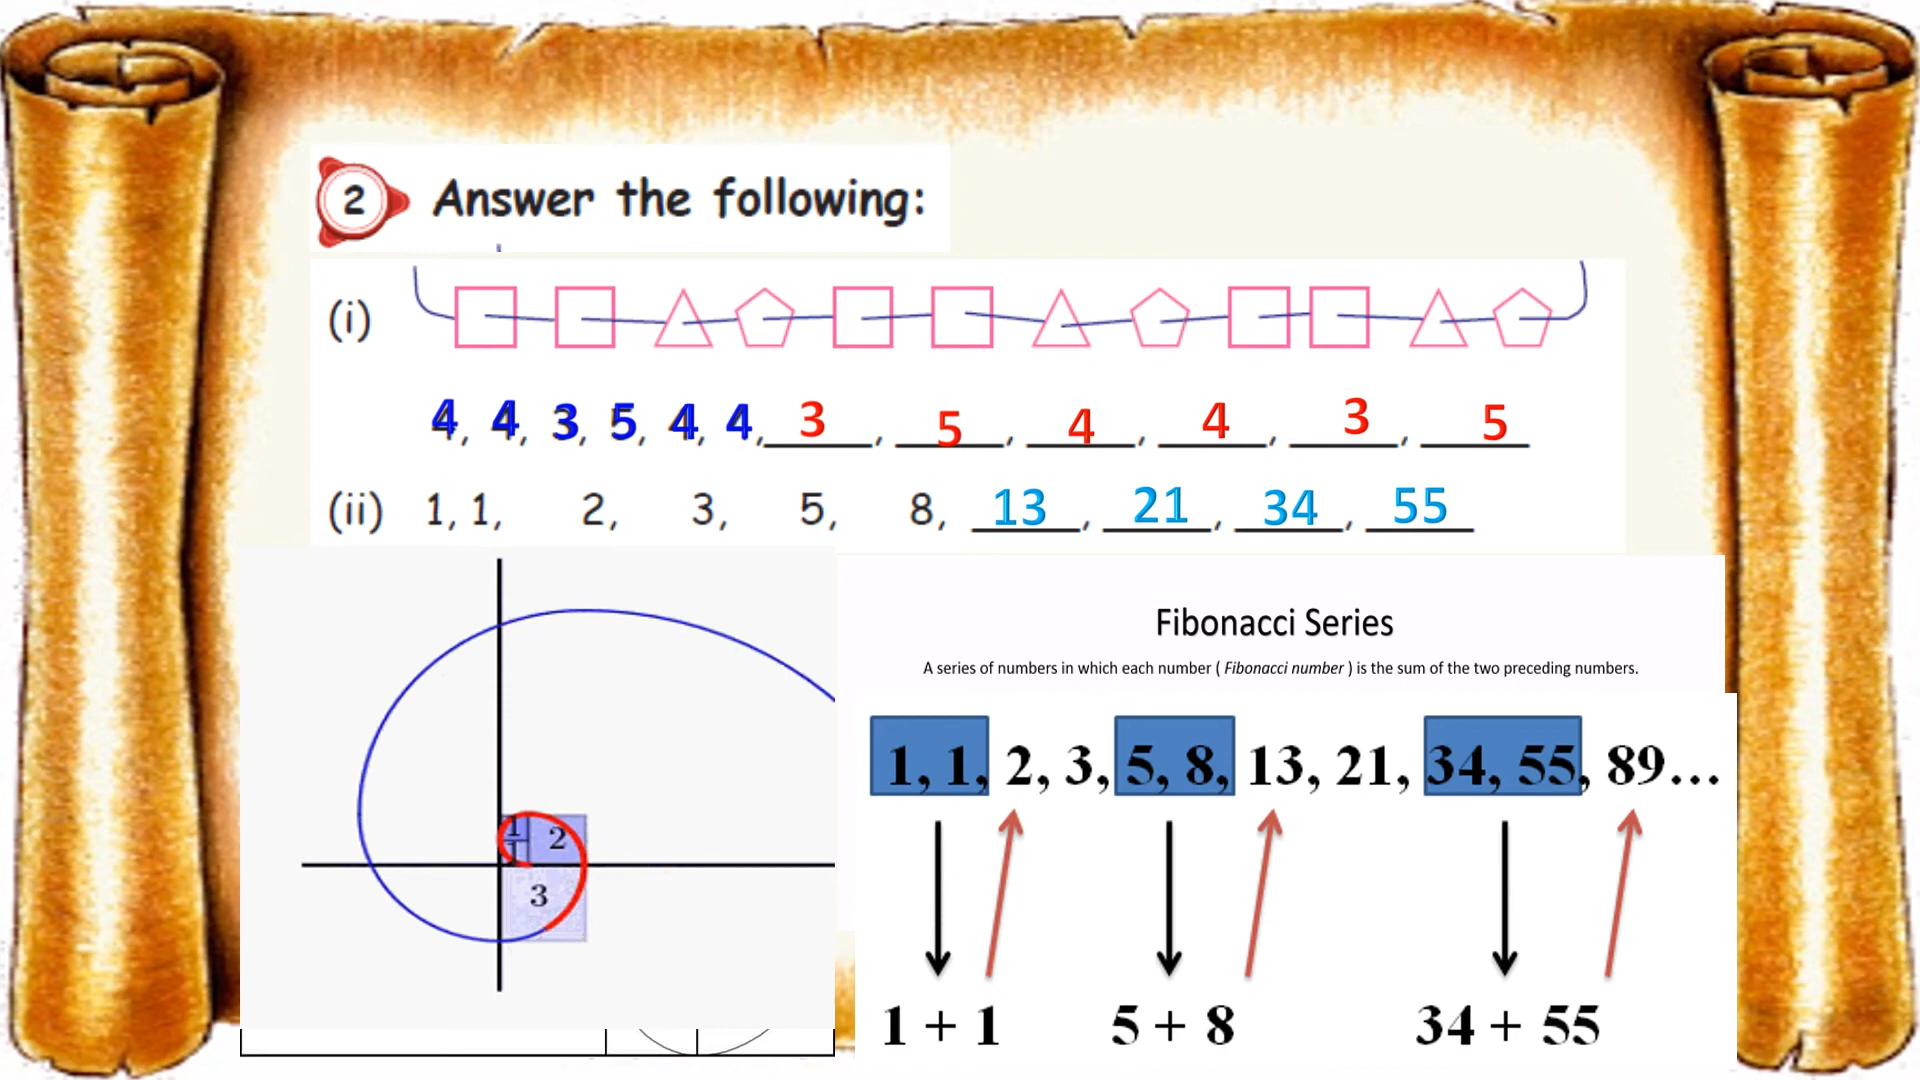 2 Answer the following:
(i)
4, 4, 3, 5, 4, 4, 3, 5, 4, 4, 3, 5
(ii) 1, 1, 2, 3, 5, 8, 13, 21, 34, 55
Fibonacci Series
A series of numbers in which each number ( Fibonacci number ) is the sum of the two preceding numbers.
1, 1, 2, 3, 5, 8, 13, 21, 34, 55, 89...
1 2
1
3
1 + 1 5 + 8 34 + 55